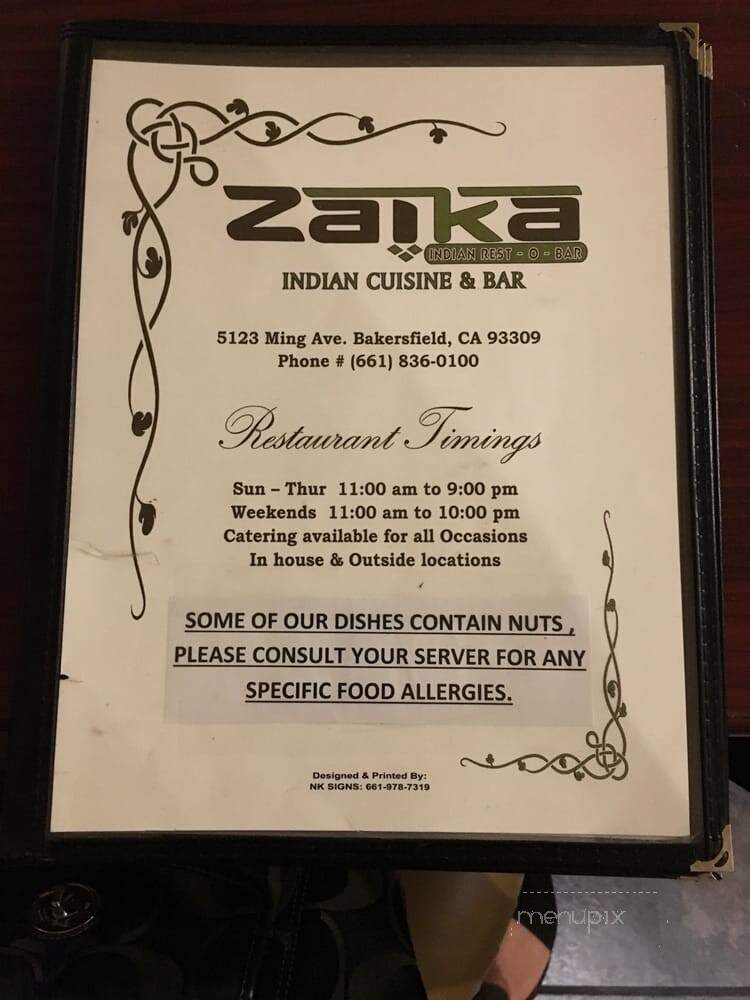 Zaika
INDIAN REST - O - BAR
INDIAN CUISINE & BAR
5123 Ming Ave. Bakersfield, CA 93309
Phone # (661) 836-0100
Restaurant Timings
Sun – Thur 11:00 am to 9:00 pm
Weekends 11:00 am to 10:00 pm
Catering available for all Occasions
In house & Outside locations
SOME OF OUR DISHES CONTAIN NUTS ,
PLEASE CONSULT YOUR SERVER FOR ANY
SPECIFIC FOOD ALLERGIES.
Designed & Printed By:
NK SIGNS: 661-978-7319
menupix